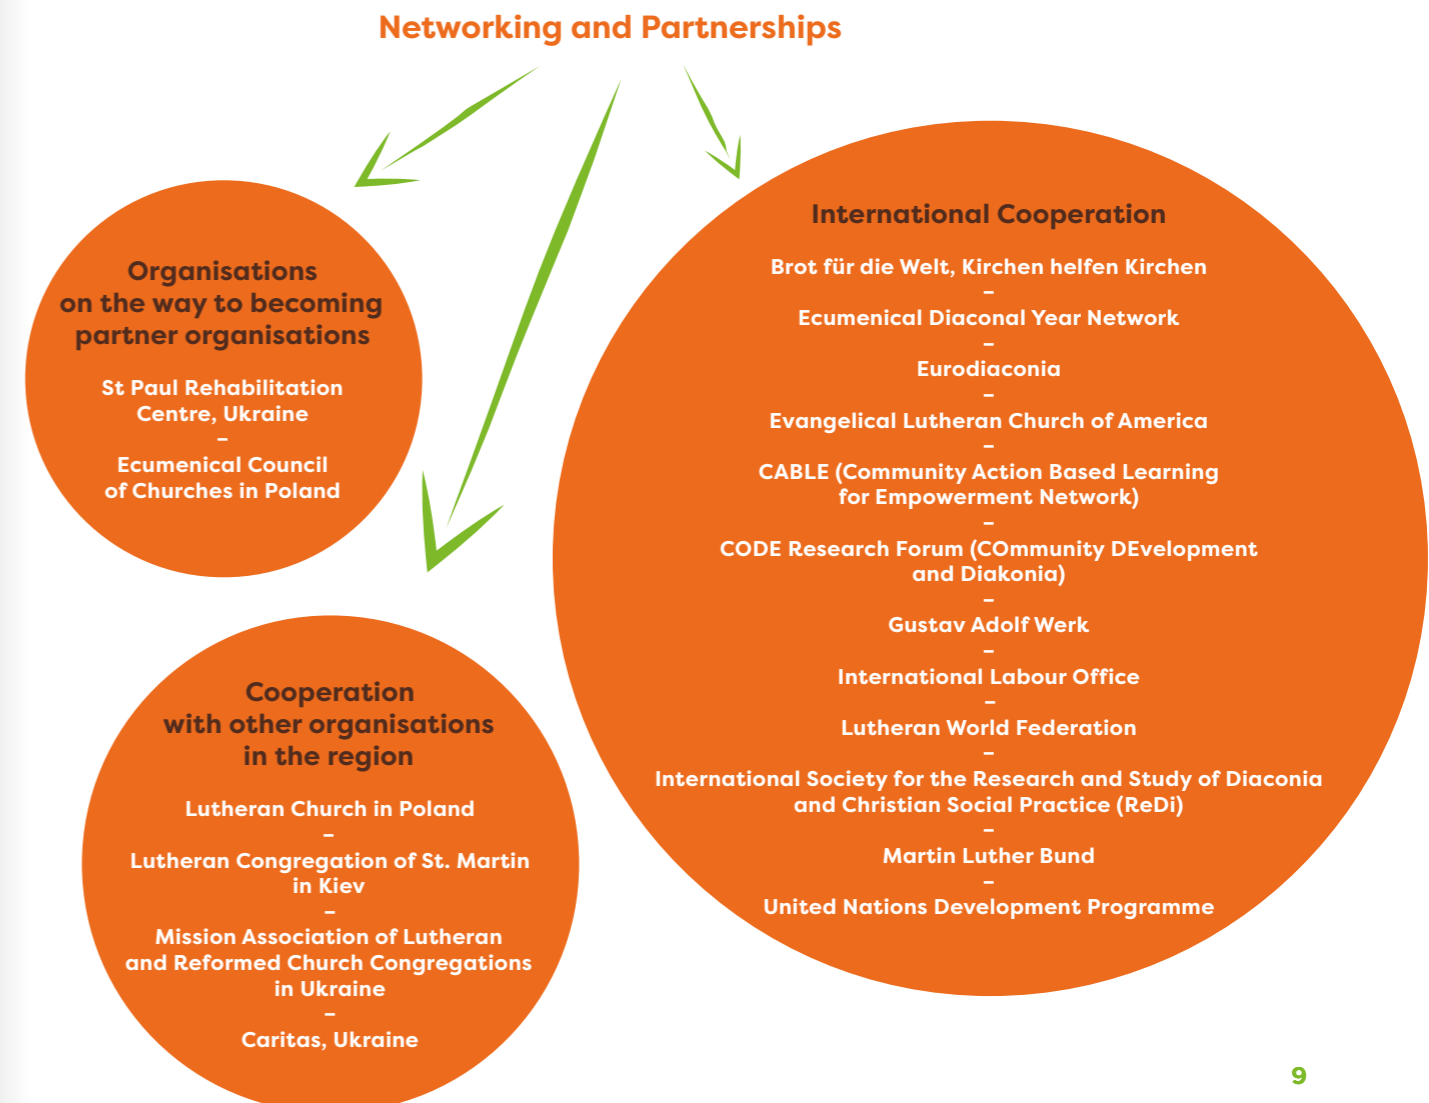 Networking and Partnerships
Organisations
on the way to becoming
partner organisations
St Paul Rehabilitation
Centre, Ukraine
–
Ecumenical Council
of Churches in Poland
Cooperation
with other organisations
in the region
Lutheran Church in Poland
–
Lutheran Congregation of St. Martin
in Kiev
–
Mission Association of Lutheran
and Reformed Church Congregations
in Ukraine
–
Caritas, Ukraine
International Cooperation
Brot für die Welt, Kirchen helfen Kirchen
–
Ecumenical Diaconal Year Network
–
Eurodiaconia
–
Evangelical Lutheran Church of America
–
CABLE (Community Action Based Learning
for Empowerment Network)
–
CODE Research Forum (COmmunity DEvelopment
and Diakonia)
–
Gustav Adolf Werk
–
International Labour Office
–
Lutheran World Federation
–
International Society for the Research and Study of Diaconia
and Christian Social Practice (ReDi)
–
Martin Luther Bund
–
United Nations Development Programme
9